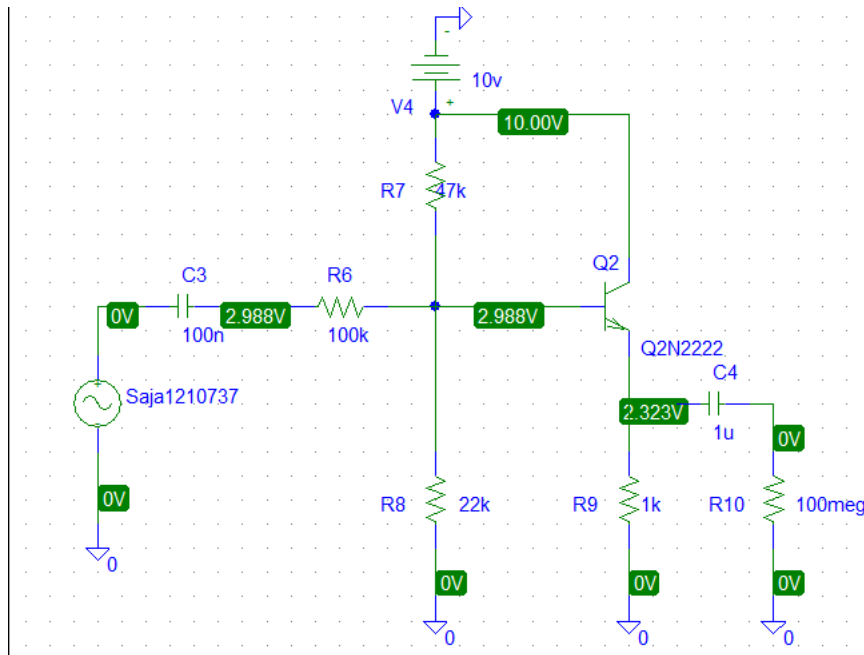 -
10v
V4
+
10.00V
R7
47k
C3
R6
Q2
0V
2.988V
2.988V
100n
100k
Q2N2222
Saja1210737
C4
2.323V
1u
0V
0V
R8
22k
R9
1k
R10
100meg
0
0V
0V
0V
0
0
0